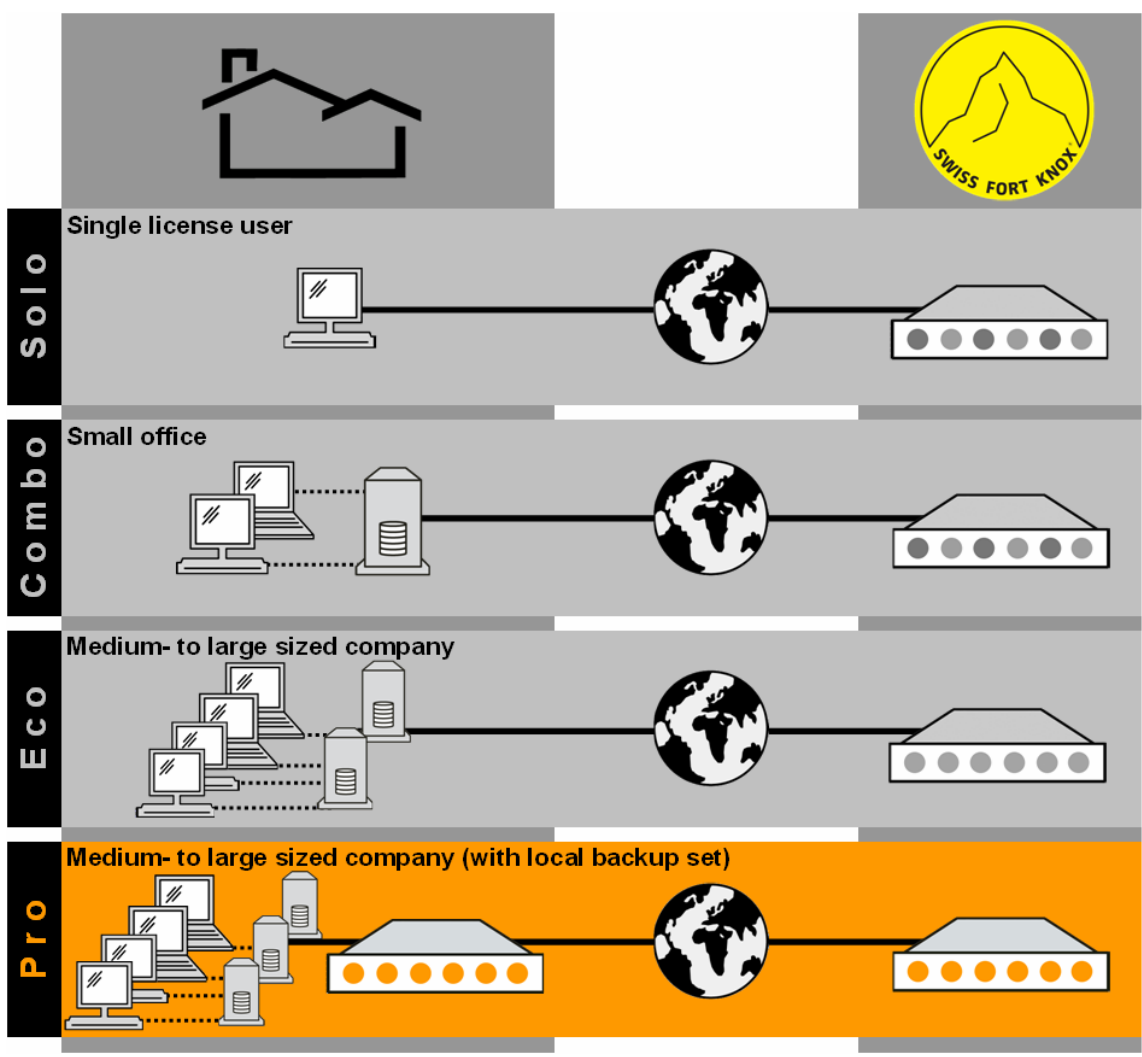 SWISS FORT KNOX
Solo
Single license user
Combo
Small office
Eco
Medium- to large sized company
Pro
Medium- to large sized company (with local backup set)